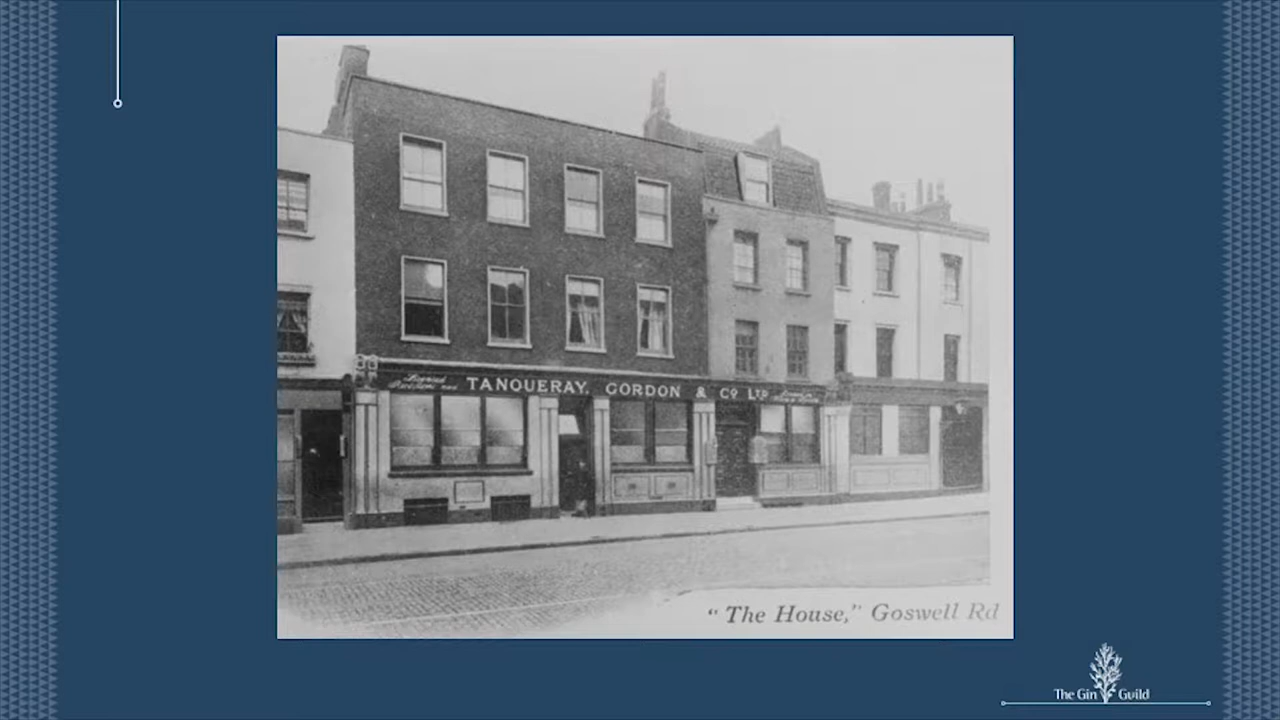 TANQUERAY, GORDON & Co LTD
"The House," Goswell Rd
The Gin Guild